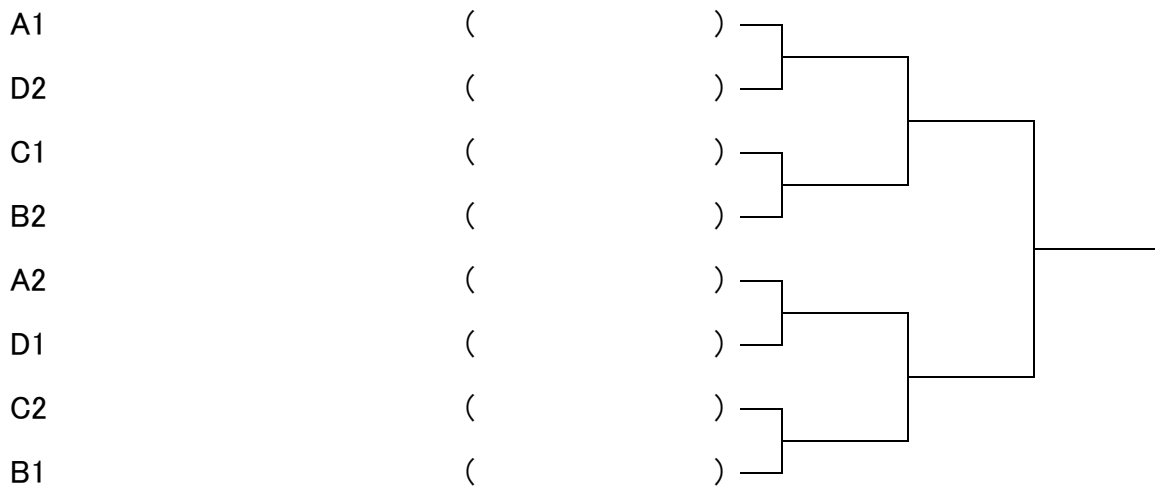 A1 ( )
D2 ( )
C1 ( )
B2 ( )
A2 ( )
D1 ( )
C2 ( )
B1 ( )